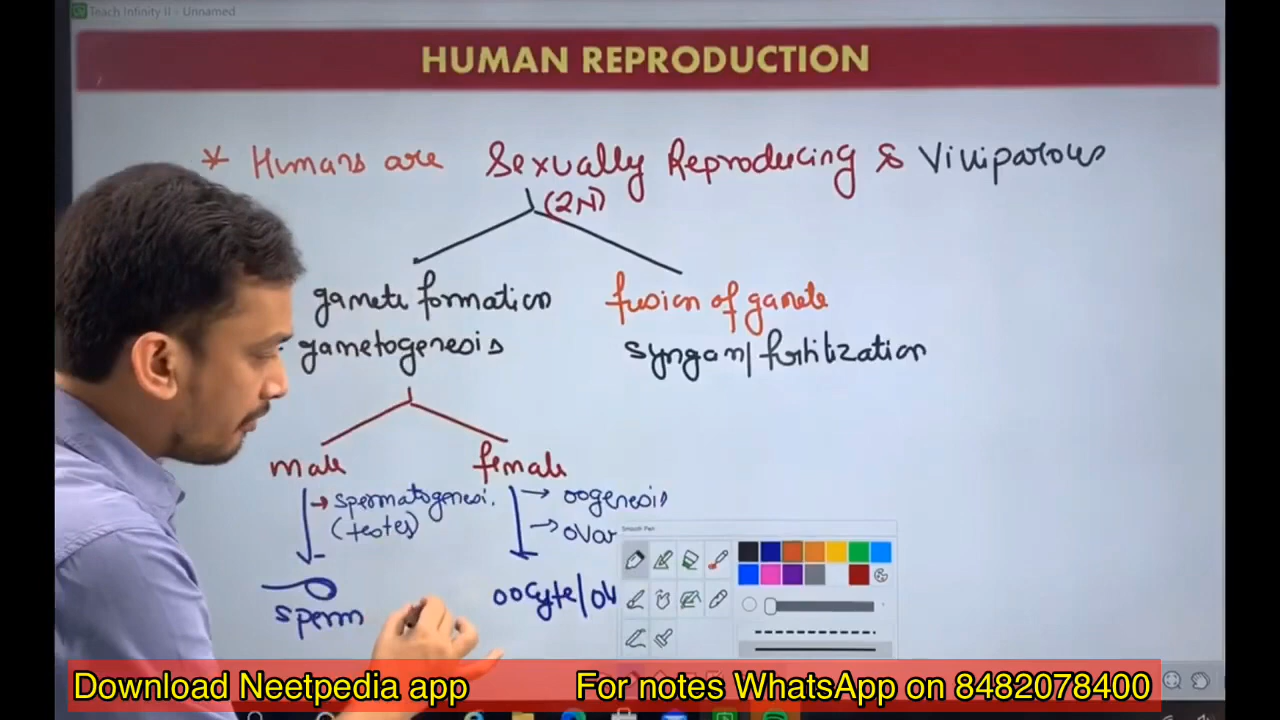 Teach Infinity II - Unnamed
HUMAN REPRODUCTION
* Humans are Sexually Reproducing & Viviparous
(2N)
gamete formation
fusion of gamete
gametogenesis
syngamy/fertilization
male
female
→ spermatogenesi.
→ oogenesis
(testes)
→ ovar
sperm
oocyte/ov
Smooth Pen
Download Neetpedia app
For notes WhatsApp on 8482078400